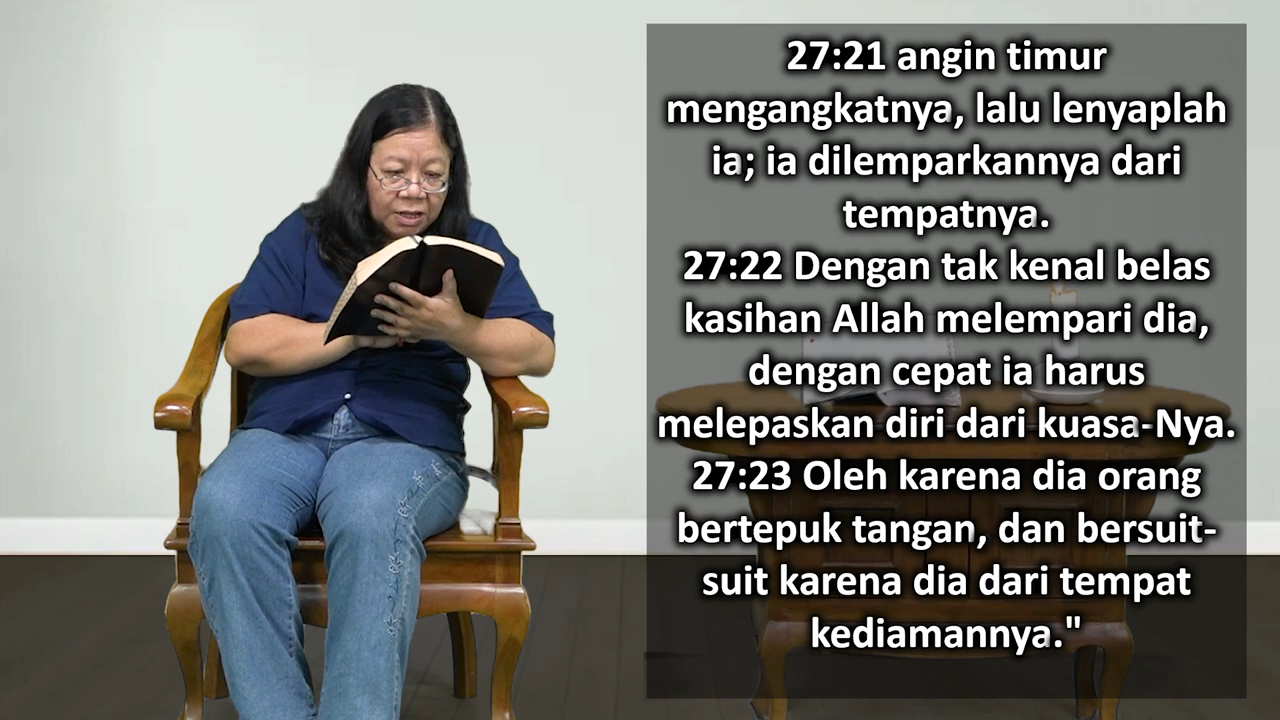 27:21 angin timur
mengangkatnya, lalu lenyaplah
ia; ia dilemparkannya dari
tempatnya.
27:22 Dengan tak kenal belas
kasihan Allah melempari dia,
dengan cepat ia harus
melepaskan diri dari kuasa-Nya.
27:23 Oleh karena dia orang
bertepuk tangan, dan bersuit-
suit karena dia dari tempat
kediamannya."